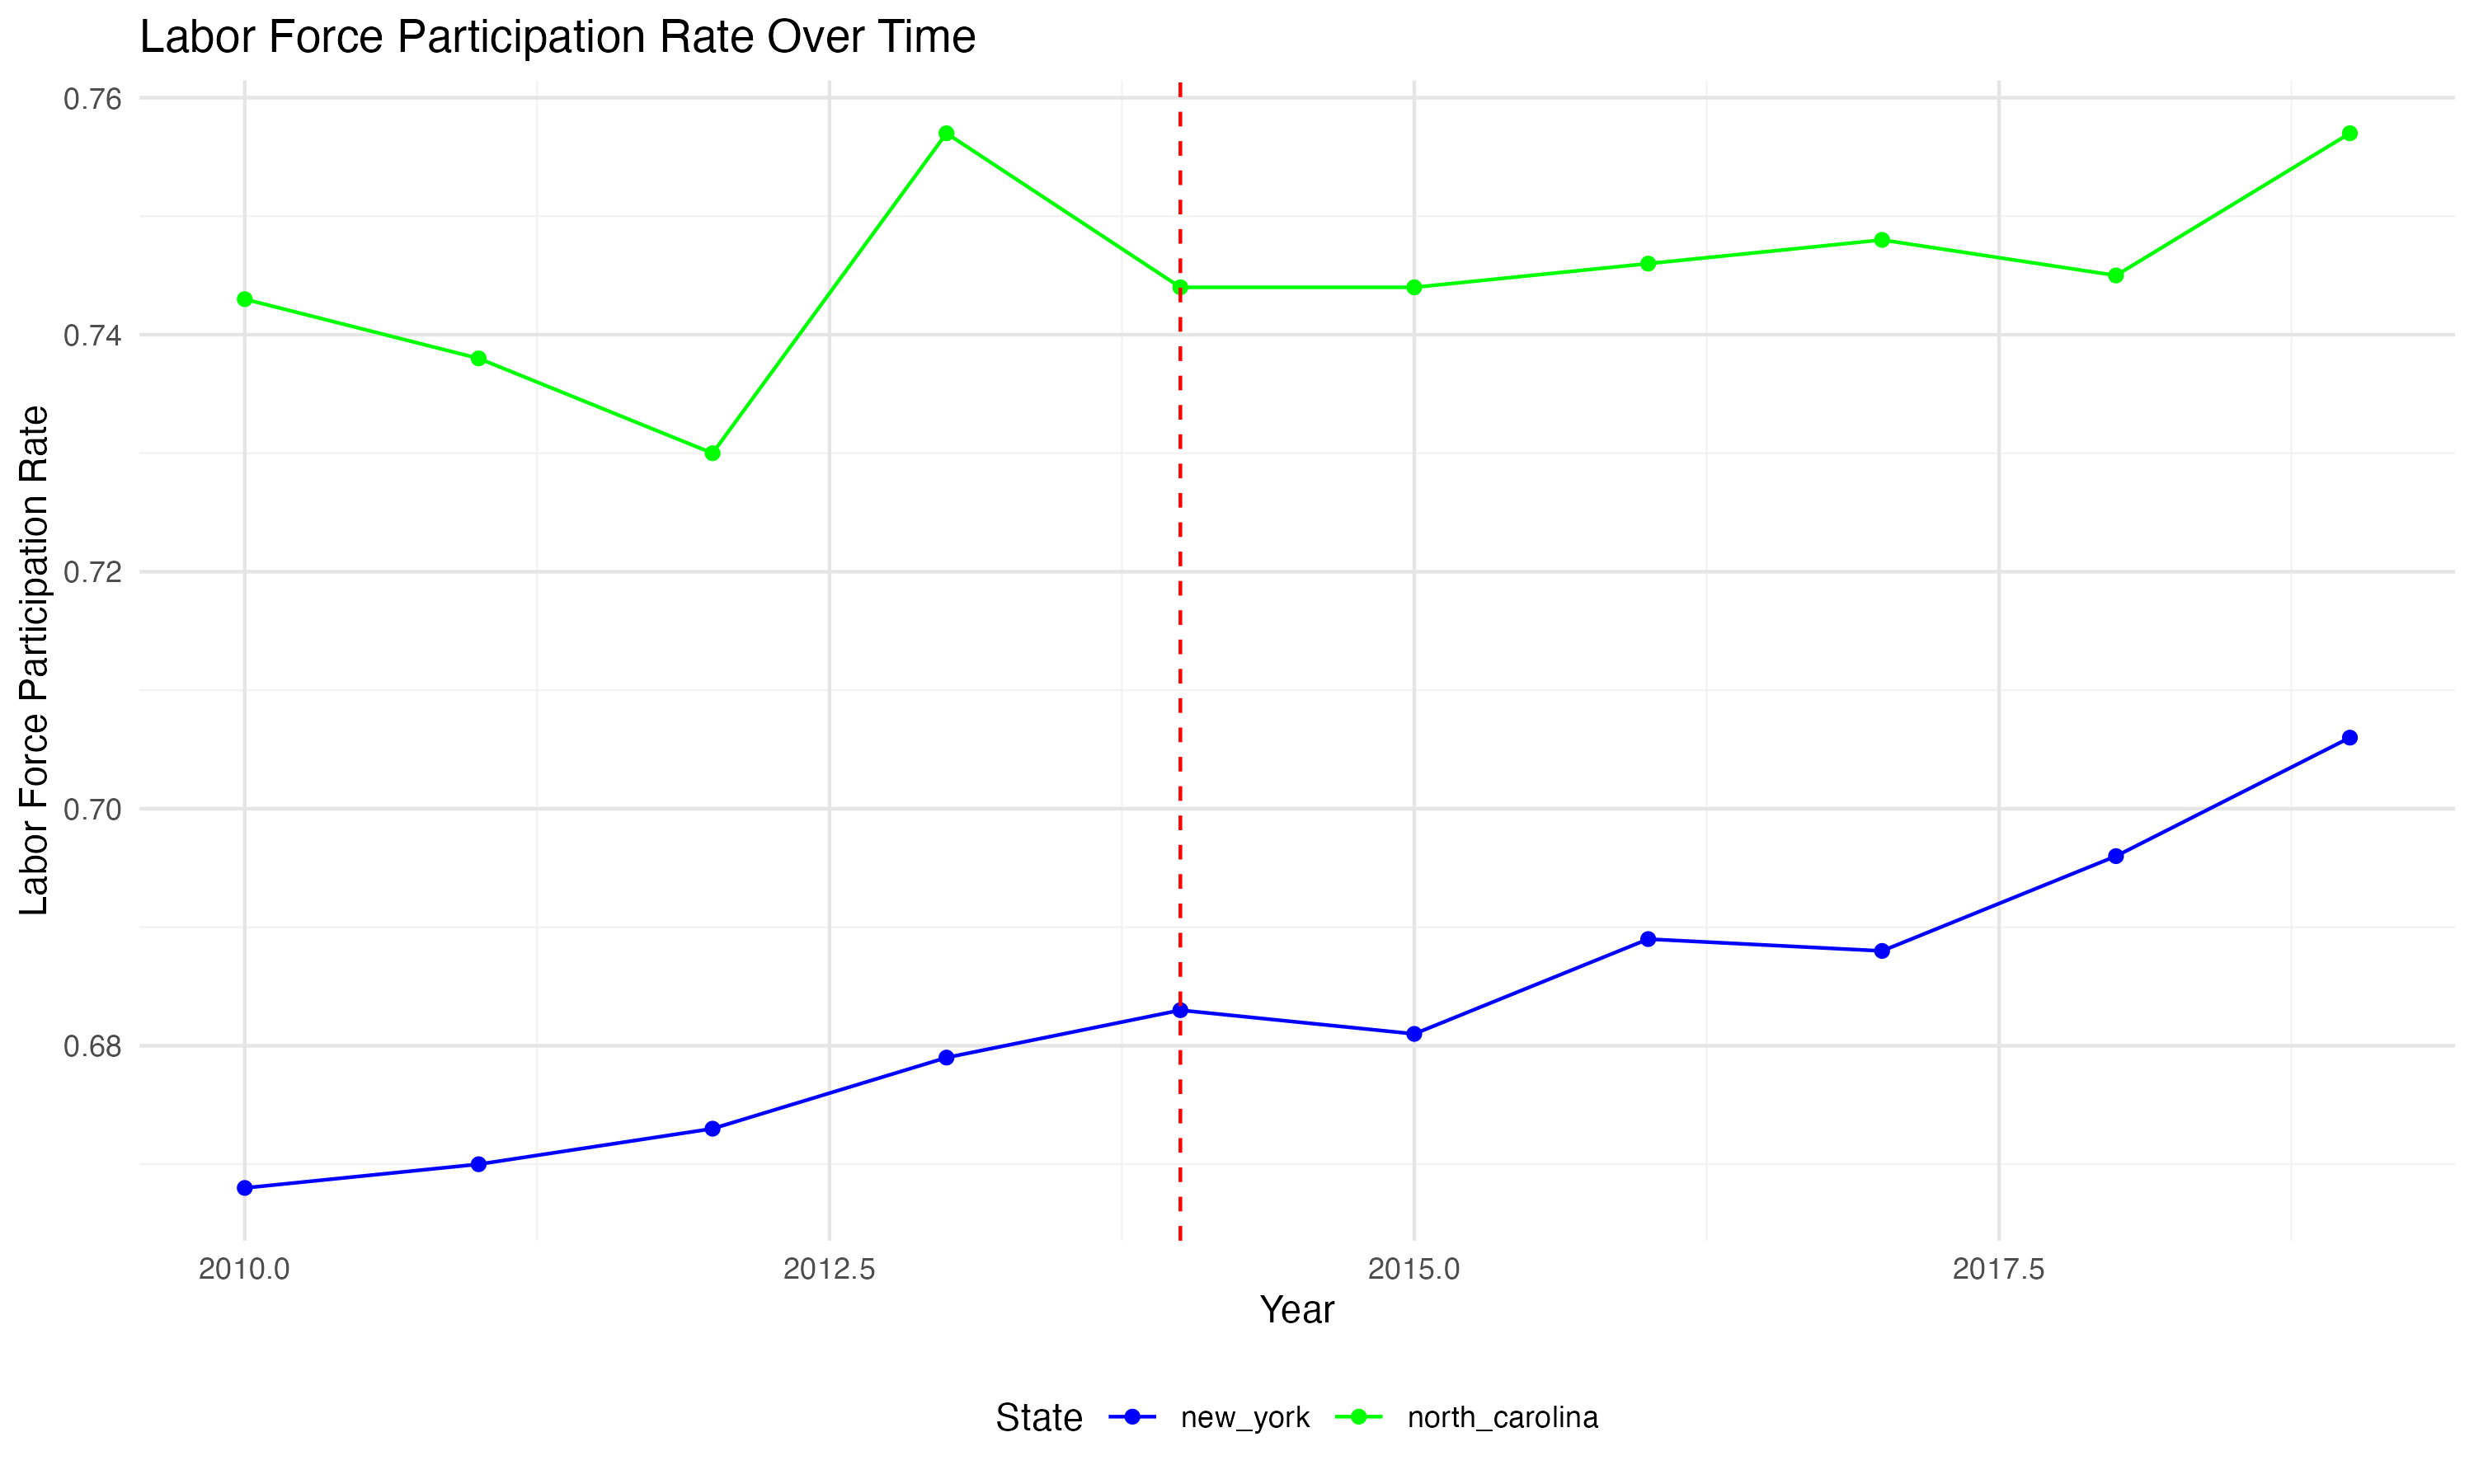 Labor Force Participation Rate Over Time
Labor Force Participation Rate
0.76
0.74
0.72
0.70
0.68
2010.0 2012.5 2015.0 2017.5
Year
State new_york north_carolina